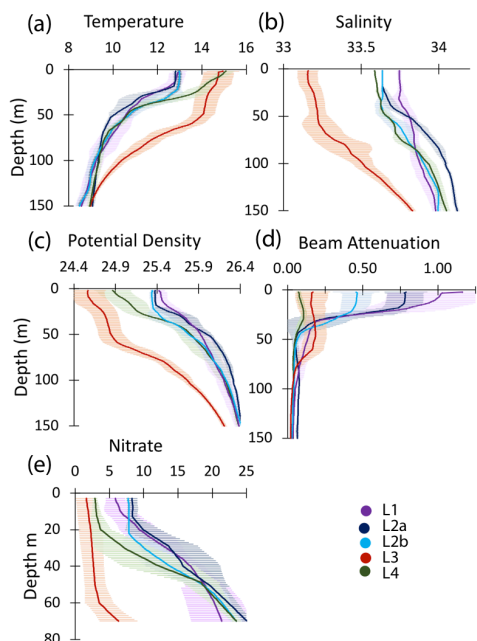 (a) Temperature
8 10 12 14 16
0
50
100
150
Depth (m)
(b) Salinity
33 33.5 34
0
50
100
150
(c) Potential Density
24.4 24.9 25.4 25.9 26.4
0
50
100
150
Depth (m)
(d) Beam Attenuation
0.00 0.50 1.00
0
50
100
150
Nitrate
(e)
0 5 10 15 20 25
0
20
40
60
80
Depth m
L1
L2a
L2b
L3
L4